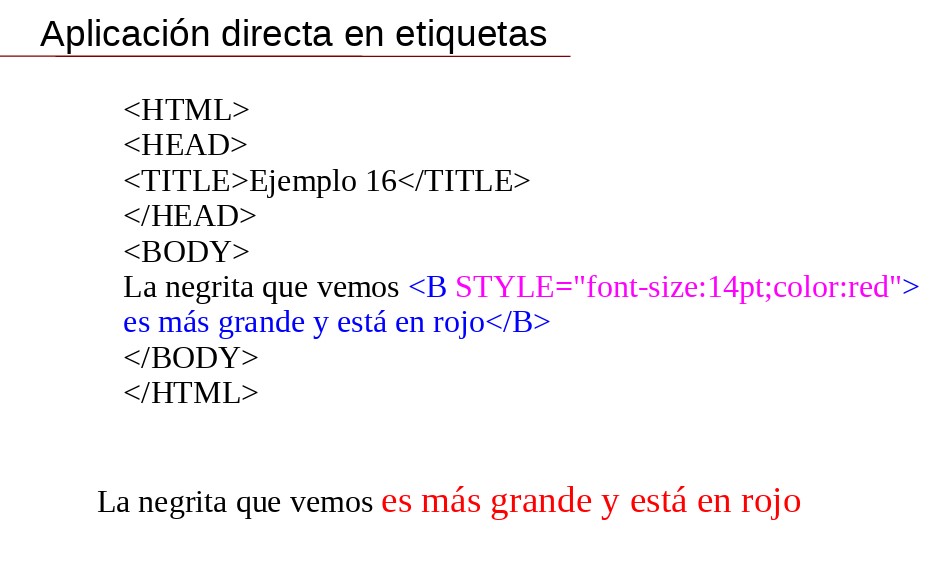 Aplicación directa en etiquetas
<HTML>
<HEAD>
<TITLE>Ejemplo 16</TITLE>
</HEAD>
<BODY>
La negrita que vemos <B STYLE="font-size:14pt;color:red">
es más grande y está en rojo</B>
</BODY>
</HTML>
La negrita que vemos es más grande y está en rojo